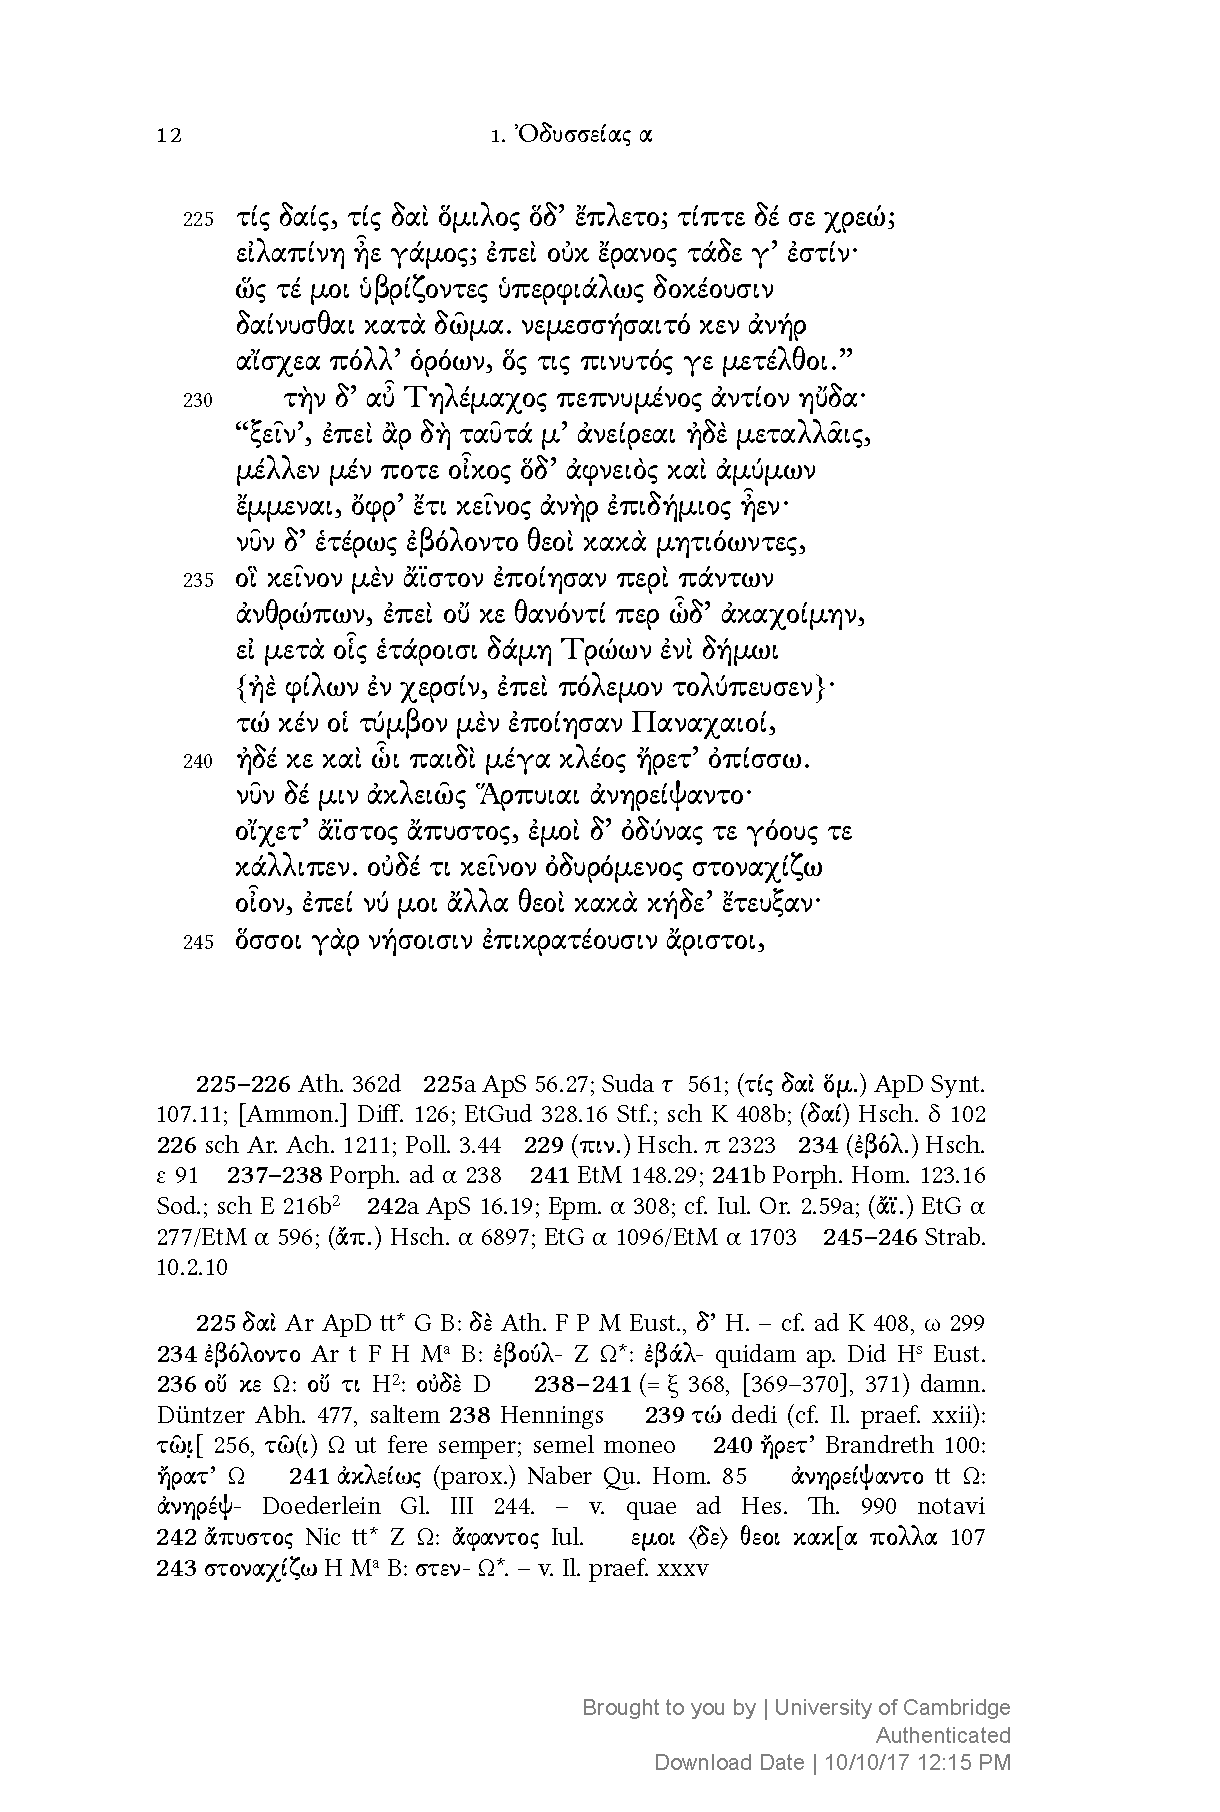 12 1. Ὀδυσσείας α
225 τίς δαίς, τίς δαὶ ὅμιλος ὅδ’ ἔπλετο; τίπτε δέ σε χρεώ;
εἰλαπίνη ἦε γάμος; ἐπεὶ οὐκ ἔρανος τάδε γ’ ἐστίν·
ὥς τέ μοι ὑβρίζοντες ὑπερφιάλως δοκέουσιν
δαίνυσθαι κατὰ δῶμα. νεμεσσήσαιτό κεν ἀνήρ
αἴσχεα πόλλ’ ὁρόων, ὅς τις πινυτός γε μετέλθοι.”
230 τὴν δ’ αὖ Τηλέμαχος πεπνυμένος ἀντίον ηὔδα·
“ξεῖν’, ἐπεὶ ἂρ δὴ ταῦτά μ’ ἀνείρεαι ἠδὲ μεταλλᾶις,
μέλλεν μέν ποτε οἶκος ὅδ’ ἀφνειὸς καὶ ἀμύμων
ἔμμεναι, ὄφρ’ ἔτι κεῖνος ἀνὴρ ἐπιδήμιος ἦεν·
νῦν δ’ ἑτέρως ἐβόλοντο θεοὶ κακὰ μητιόωντες,
235 οἳ κεῖνον μὲν ἄϊστον ἐποίησαν περὶ πάντων
ἀνθρώπων, ἐπεὶ οὔ κε θανόντί περ ὧδ’ ἀκαχοίμην,
εἰ μετὰ οἷς ἑτάροισι δάμη Τρώων ἐνὶ δήμωι
{ἠὲ φίλων ἐν χερσίν, ἐπεὶ πόλεμον τολύπευσεν}·
τώ κέν οἱ τύμβον μὲν ἐποίησαν Παναχαιοί,
240 ἠδέ κε καὶ ὧι παιδὶ μέγα κλέος ἤρετ’ ὀπίσσω.
νῦν δέ μιν ἀκλειῶς Ἅρπυιαι ἀνηρείψαντο·
οἴχετ’ ἄϊστος ἄπυστος, ἐμοὶ δ’ ὀδύνας τε γόους τε
κάλλιπεν. οὐδέ τι κεῖνον ὀδυρόμενος στοναχίζω
οἶον, ἐπεί νύ μοι ἄλλα θεοὶ κακὰ κήδε’ ἔτευξαν·
245 ὅσσοι γὰρ νήσοισιν ἐπικρατέουσιν ἄριστοι,
225–226 Ath. 362d 225a ApS 56.27; Suda τ 561; (τίς δαὶ ὅμ.) ApD Synt.
107.11; [Ammon.] Diff. 126; EtGud 328.16 Stf.; sch K 408b; (δαί) Hsch. δ 102
226 sch Ar. Ach. 1211; Poll. 3.44 229 (πιν.) Hsch. π 2323 234 (ἐβόλ.) Hsch.
ε 91 237–238 Porph. ad α 238 241 EtM 148.29; 241b Porph. Hom. 123.16
Sod.; sch E 216b² 242a ApS 16.19; Epm. α 308; cf. Iul. Or. 2.59a; (ἄϊ.) EtG α
277/EtM α 596; (ἄπ.) Hsch. α 6897; EtG α 1096/EtM α 1703 245–246 Strab.
10.2.10
225 δαὶ Ar ApD tt* G B: δὲ Ath. F P M Eust., δ’ H. – cf. ad K 408, ω 299
234 ἐβόλοντο Ar t F H Mᵃ B: ἐβούλ- Z Ω*: ἐβάλ- quidam ap. Did Hˢ Eust.
236 οὔ κε Ω: οὔ τι H²: οὐδὲ D 238–241 (= ξ 368, [369–370], 371) damn.
Düntzer Abh. 477, saltem 238 Hennings 239 τώ dedi (cf. Il. praef. xxii):
τῶι̣[ 256, τῶ(ι) Ω ut fere semper; semel moneo 240 ἤρετ’ Brandreth 100:
ἤρατ’ Ω 241 ἀκλείως (parox.) Naber Qu. Hom. 85 ἀνηρείψαντο tt Ω:
ἀνηρέψ- Doederlein Gl. III 244. – v. quae ad Hes. Th. 990 notavi
242 ἄπυστος Nic tt* Z Ω: ἄφαντος Iul. εμοι ⟨δε⟩ θεοι κακ[α πολλα 107
243 στοναχίζω H Mᵃ B: στεν- Ω*. – v. Il. praef. xxxv
Brought to you by | University of Cambridge
Authenticated
Download Date | 10/10/17 12:15 PM